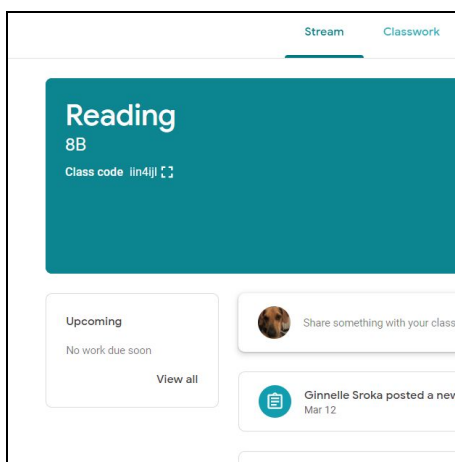 Stream Classwork
Reading
8B
Class code iin4ijl
Upcoming
No work due soon
View all
Share something with your class
Ginnelle Sroka posted a new
Mar 12